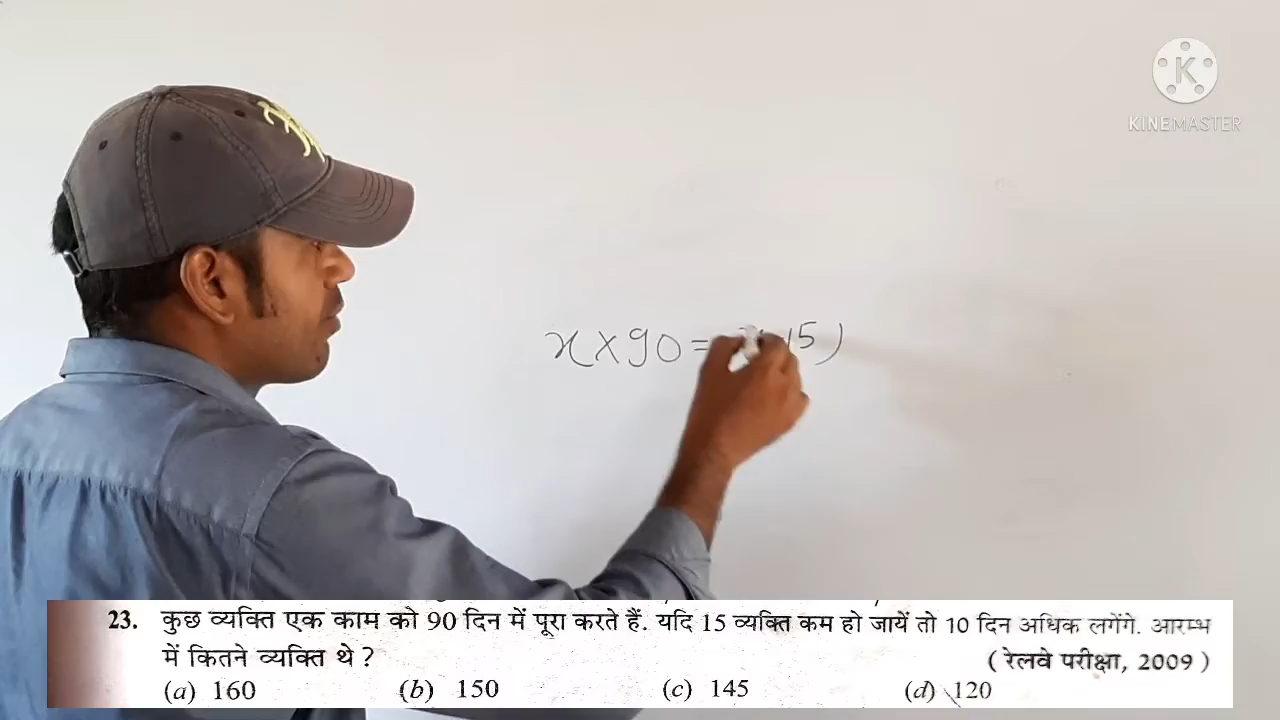 KINEMASTER
x × 90 = 15)
23. कुछ व्यक्ति एक काम को 90 दिन में पूरा करते हैं. यदि 15 व्यक्ति कम हो जायें तो 10 दिन अधिक लगेंगे. आरम्भ
में कितने व्यक्ति थे ?
( रेलवे परीक्षा, 2009 )
(a) 160 (b) 150 (c) 145 (d) 120